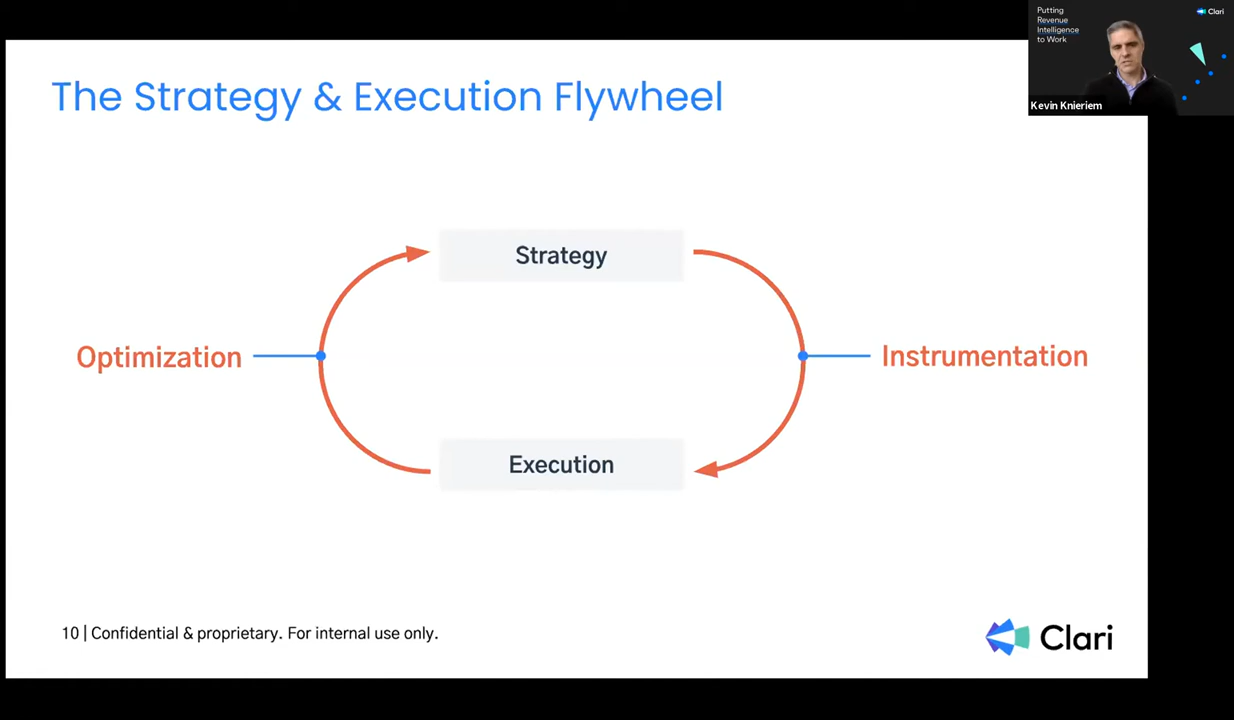 Putting
Revenue
Intelligence
to Work
Clari
Kevin Knieriem
The Strategy & Execution Flywheel
Strategy
Optimization
Instrumentation
Execution
10 | Confidential & proprietary. For internal use only.
Clari